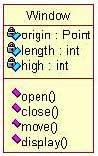 Window
origin : Point
length : int
high : int
open()
close()
move()
display()